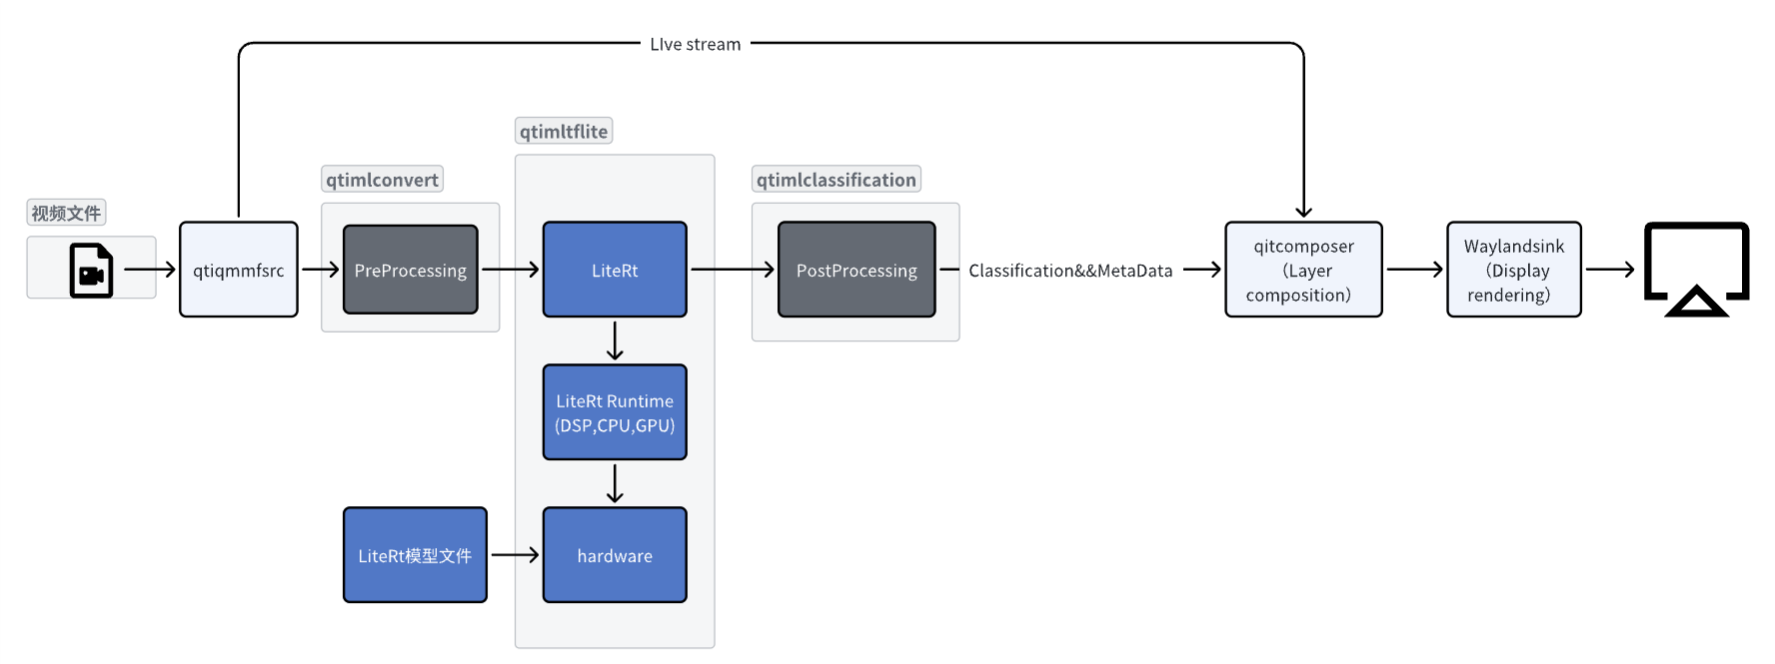 LIve stream
qtimltflite
qtimlconvert
qtimlclassification
视频文件
qtiqmmfsrc
PreProcessing
LiteRt
PostProcessing
Classification&&MetaData
qitcomposer
（Layer
composition）
Waylandsink
（Display
rendering）
LiteRt Runtime
(DSP,CPU,GPU)
LiteRt模型文件
hardware